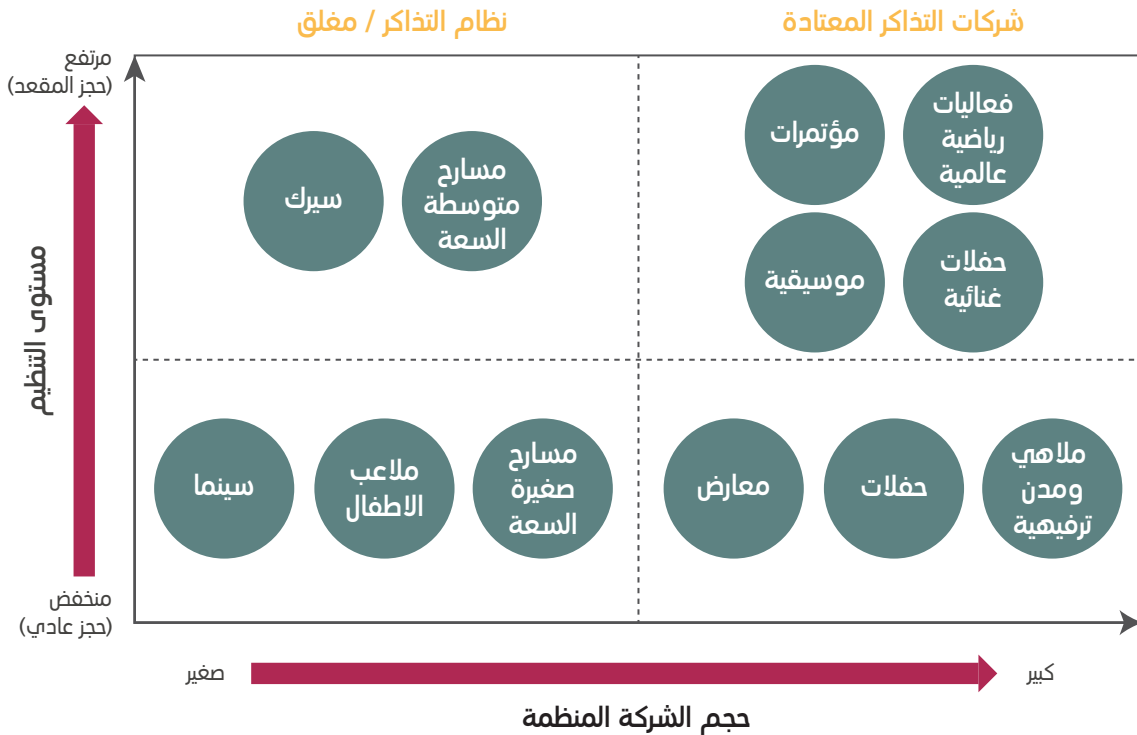 شركات التذاكر المعتادة
نظام التذاكر / مغلق
مرتفع
(حجز المقعد)
فعاليات
رياضية
عالمية
مؤتمرات
مسارح
متوسطة
السعة
سيرك
حفلات
غنائية
موسيقية
مستوى التنظيم
ملاهي
ومدن
ترفيهية
حفلات
معارض
مسارح
صغيرة
السعة
ملاعب
الاطفال
سينما
منخفض
(حجز عادي)
كبير
صغير
حجم الشركة المنظمة